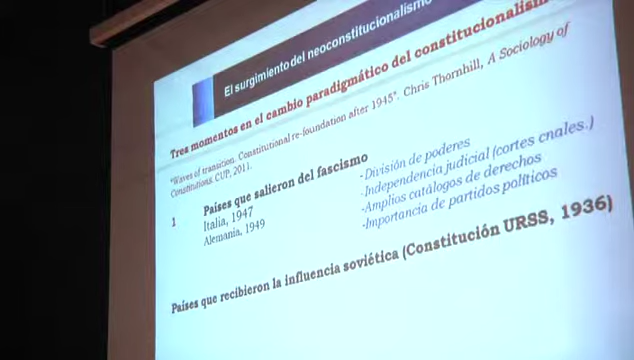 El surgimiento del neoconstitucionalismo
Tres momentos en el cambio paradigmático del constitucionalism
"Waves of transition. Constitutional re-foundation after 1945". Chris Thornhill, A Sociology of
Constitutions. CUP, 2011.
1
Países que salieron del fascismo
Italia, 1947
Alemania, 1949
-División de poderes
-Independencia judicial (cortes cnales.)
-Amplios catálogos de derechos
-Importancia de partidos políticos
Países que recibieron la influencia soviética (Constitución URSS, 1936)